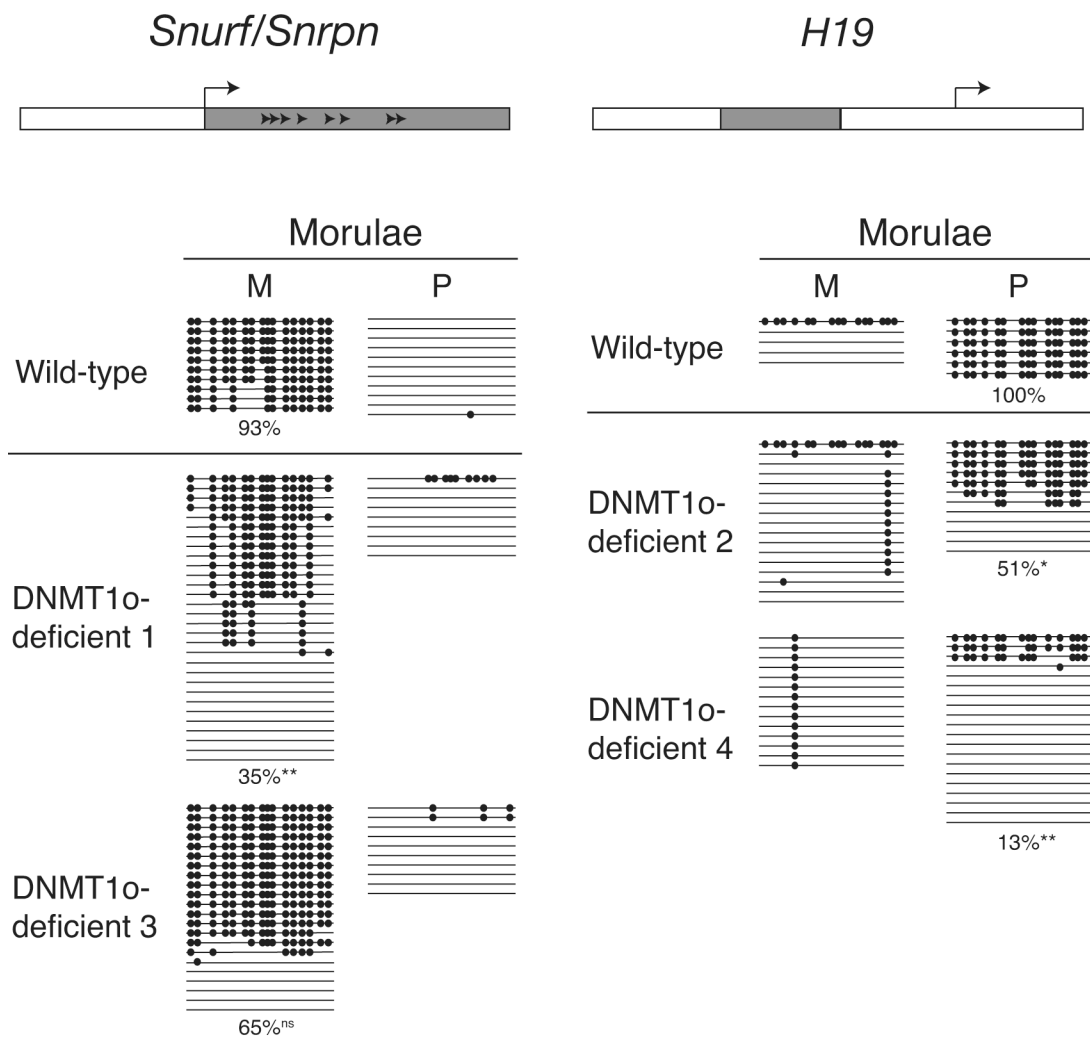 Snurf/Snrpn
Morulae
M P
Wild-type
93%
DNMT1o-
deficient 1
35%**
DNMT1o-
deficient 3
65%ns
H19
Morulae
M P
Wild-type
100%
DNMT1o-
deficient 2
51%*
DNMT1o-
deficient 4
13%**